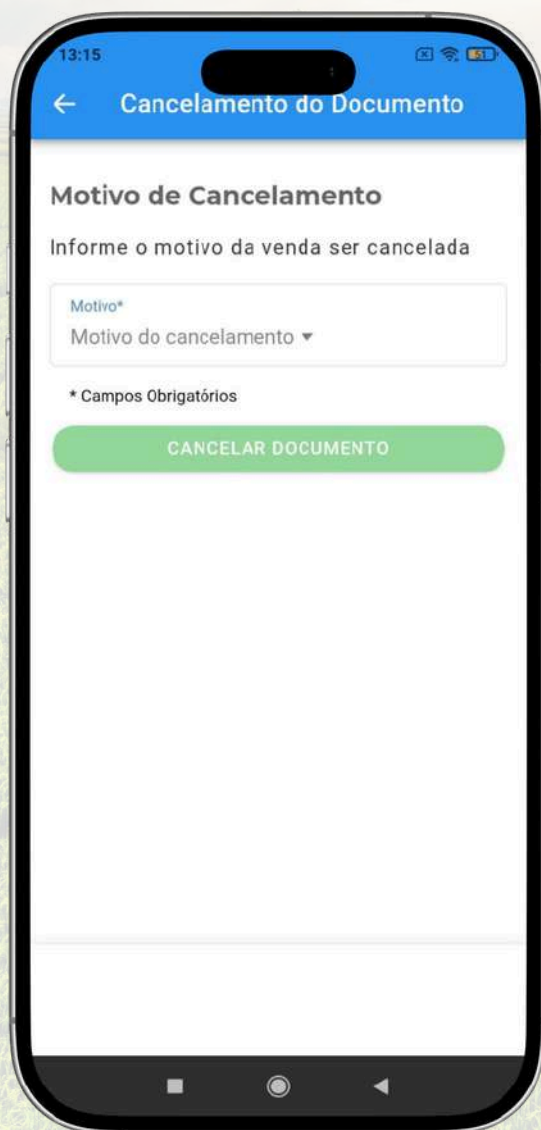 13:15
51
Cancelamento do Documento
Motivo de Cancelamento
Informe o motivo da venda ser cancelada
Motivo*
Motivo do cancelamento
* Campos Obrigatórios
CANCELAR DOCUMENTO